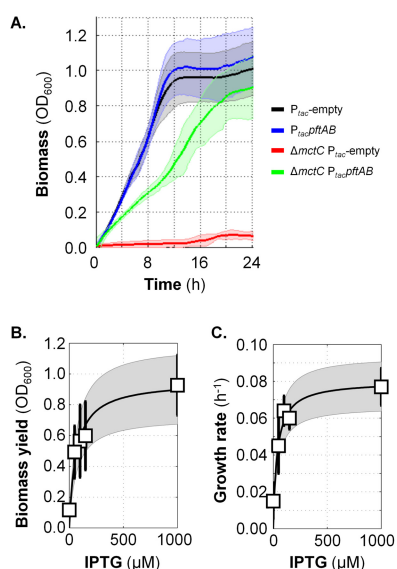 A.
Biomass (OD600)
1.2
1.0
0.8
0.6
0.4
0.2
0.0
0 8 16 24
Time (h)
Ptac-empty
PtacpftAB
ΔmctC Ptac-empty
ΔmctC PtacpftAB
B.
Biomass yield (OD600)
1.2
1.0
0.8
0.6
0.4
0.2
0.0
0 500 1000
IPTG (µM)
C.
Growth rate (h-1)
0.10
0.08
0.06
0.04
0.02
0.00
0 500 1000
IPTG (µM)